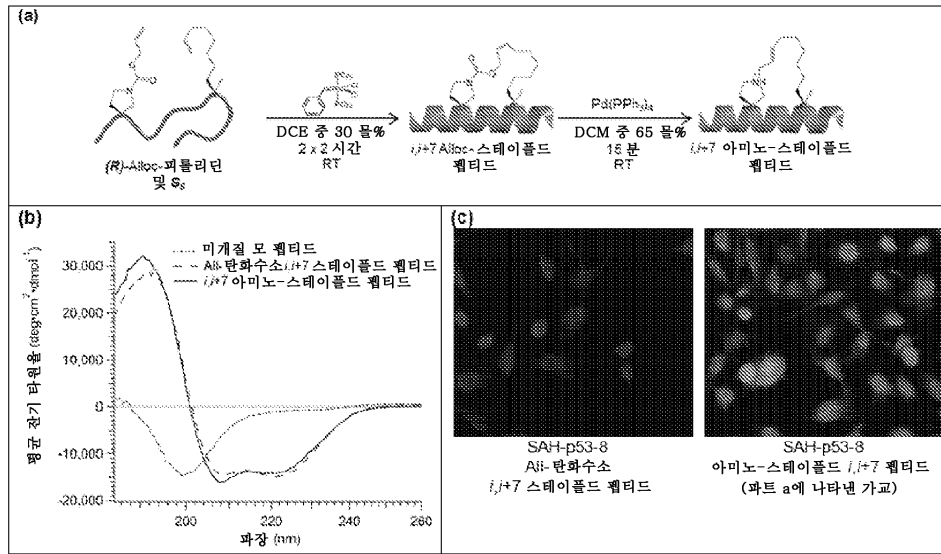 (a)
(R)-Alloc-피롤리딘
및 S₅
DCE 중 30 몰%
2 x 2 시간
RT
i,i+7 Alloc-스테이플드
펩티드
Pd(PPh₃)₄
DCM 중 65 몰%
15 분
RT
i,i+7 아미노-스테이플드
펩티드
(b)
미개질 모 펩티드
All-탄화수소 i,i+7 스테이플드 펩티드
i,i+7 아미노-스테이플드 펩티드
평균 잔기 타원율 (deg•cm²•dmol⁻¹)
30,000
20,000
10,000
0
-10,000
-20,000
200
220
240
260
파장 (nm)
(c)
SAH-p53-8
All-탄화수소
i,i+7 스테이플드 펩티드
SAH-p53-8
아미노-스테이플드 i,i+7 펩티드
(파트 a에 나타낸 가교)